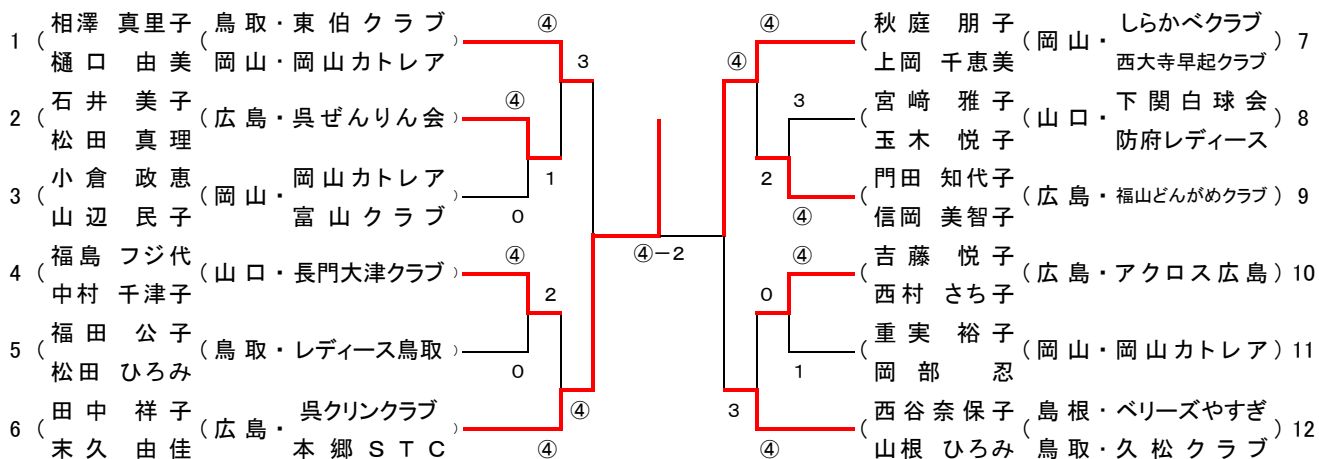 相澤 真里子 鳥取・東伯クラブ
1
樋口 由美 岡山・岡山カトレア
石井 美子
2 広島・呉ぜんりん会
松田 真理
小倉 政恵 岡山カトレア
3 岡山・
山辺 民子 富山クラブ
福島 フジ代
4 山口・長門大津クラブ
中村 千津子
福田 公子
5 鳥取・レディース鳥取
松田 ひろみ
田中 祥子 呉クリンクラブ
6 広島・
末久 由佳 本郷STC
④
3
④
1
0
④
2
0
④
④
④−2
④
④
3
2
④
④
0
1
3
④
秋庭 朋子 しらかべクラブ
(岡山・ ) 7
上岡 千恵美 西大寺早起クラブ
宮﨑 雅子 下関白球会
(山口・ ) 8
玉木 悦子 防府レディース
門田 知代子
(広島・福山どんがめクラブ) 9
信岡 美智子
吉藤 悦子
(広島・アクロス広島) 10
西村 さち子
重実 裕子
(岡山・岡山カトレア) 11
岡部 忍
西谷奈保子 島根・ベリーズやすぎ
12
山根 ひろみ 鳥取・久松クラブ